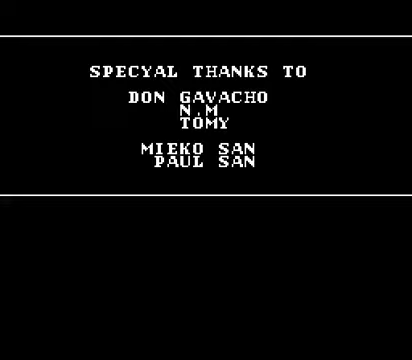 SPECYAL THANKS TO
DON GAVACHO
N.M
TOMY
MIEKO SAN
PAUL SAN